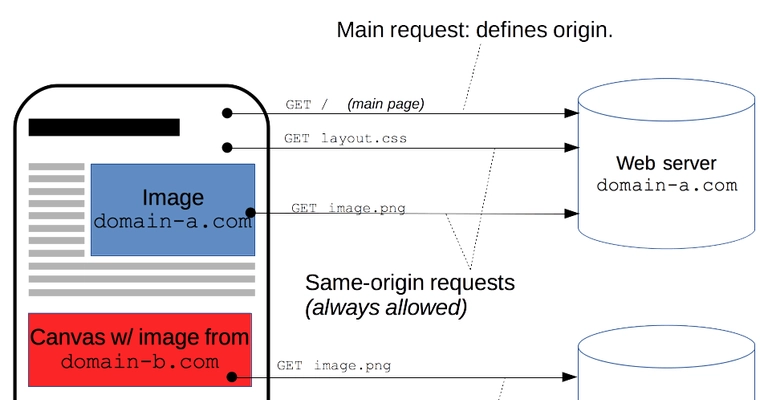 Main request: defines origin.
GET / (main page)
GET layout.css
Web server
domain-a.com
Image
domain-a.com
GET image.png
Same-origin requests
(always allowed)
Canvas w/ image from
domain-b.com
GET image.png